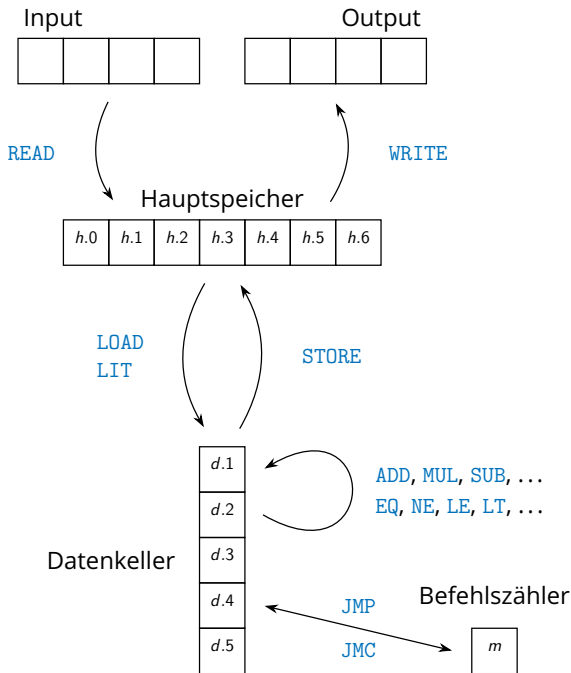 Input
Output
READ
WRITE
Hauptspeicher
h.0 h.1 h.2 h.3 h.4 h.5 h.6
LOAD
LIT
STORE
d.1
d.2
d.3
d.4
d.5
ADD, MUL, SUB, ...
EQ, NE, LE, LT, ...
Datenkeller
JMP
JMC
Befehlszähler
m